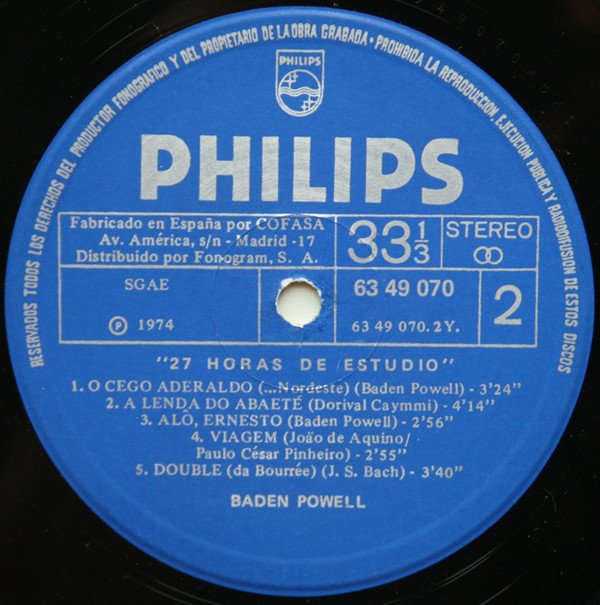 RESERVADOS TODOS LOS DERECHOS DEL PRODUCTOR FONOGRAFICO Y DEL PROPIETARIO DE LA OBRA GRABADA · PROHIBIDA LA REPRODUCCION, EJECUCION PUBLICA Y RADIODIFUSION DE ESTOS DISCOS
PHILIPS
PHILIPS
Fabricado en España por COFASA
Av. América, s/n - Madrid - 17
Distribuido por Fonogram, S. A.
33 1/3
STEREO
SGAE
℗ 1974
63 49 070
63 49 070.2Y.
2
"27 HORAS DE ESTUDIO"
1. O CEGO ADERALDO (...Nordeste) (Baden Powell) - 3'24"
2. A LENDA DO ABAETÉ (Dorival Caymmi) - 4'14"
3. ALÔ, ERNESTO (Baden Powell) - 2'56"
4. VIAGEM (João de Aquino/
Paulo César Pinheiro) - 2'55"
5. DOUBLE (da Bourrée) (J. S. Bach) - 3'40"
BADEN POWELL